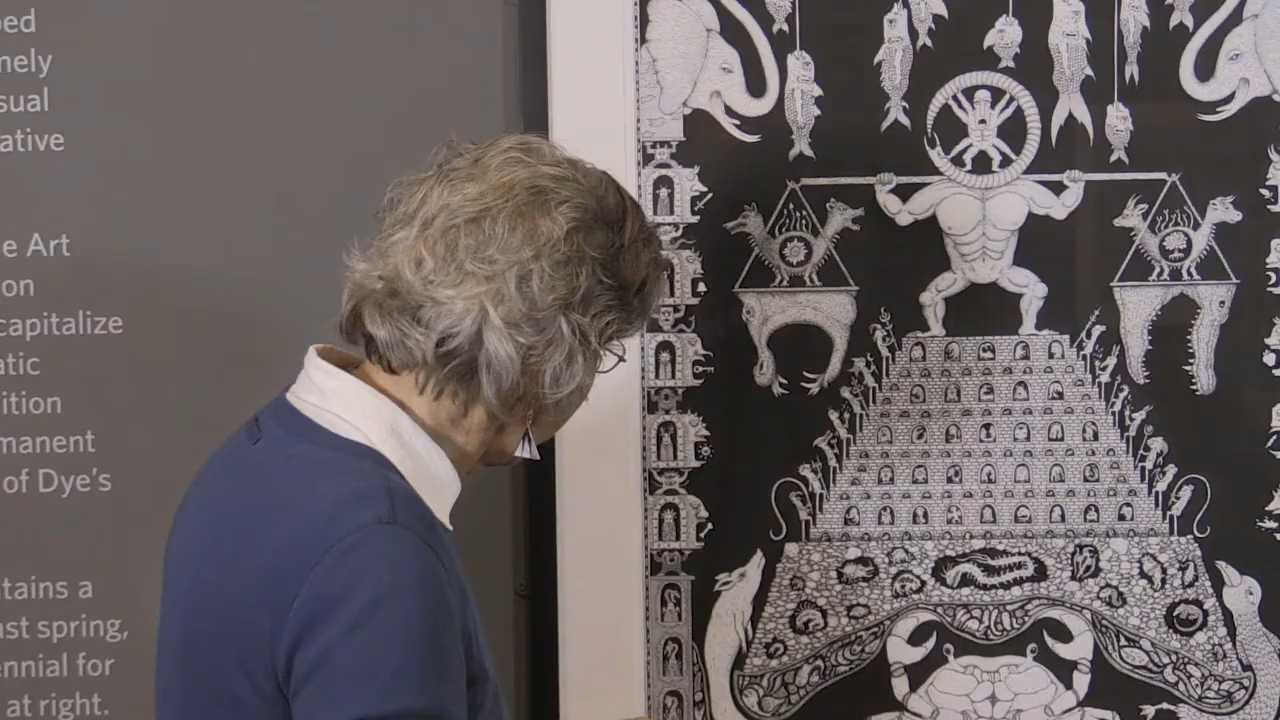 ped
mely
sual
ative
e Art
on
capitalize
atic
ition
manent
of Dye's
tains a
ast spring,
ennial for
at right.